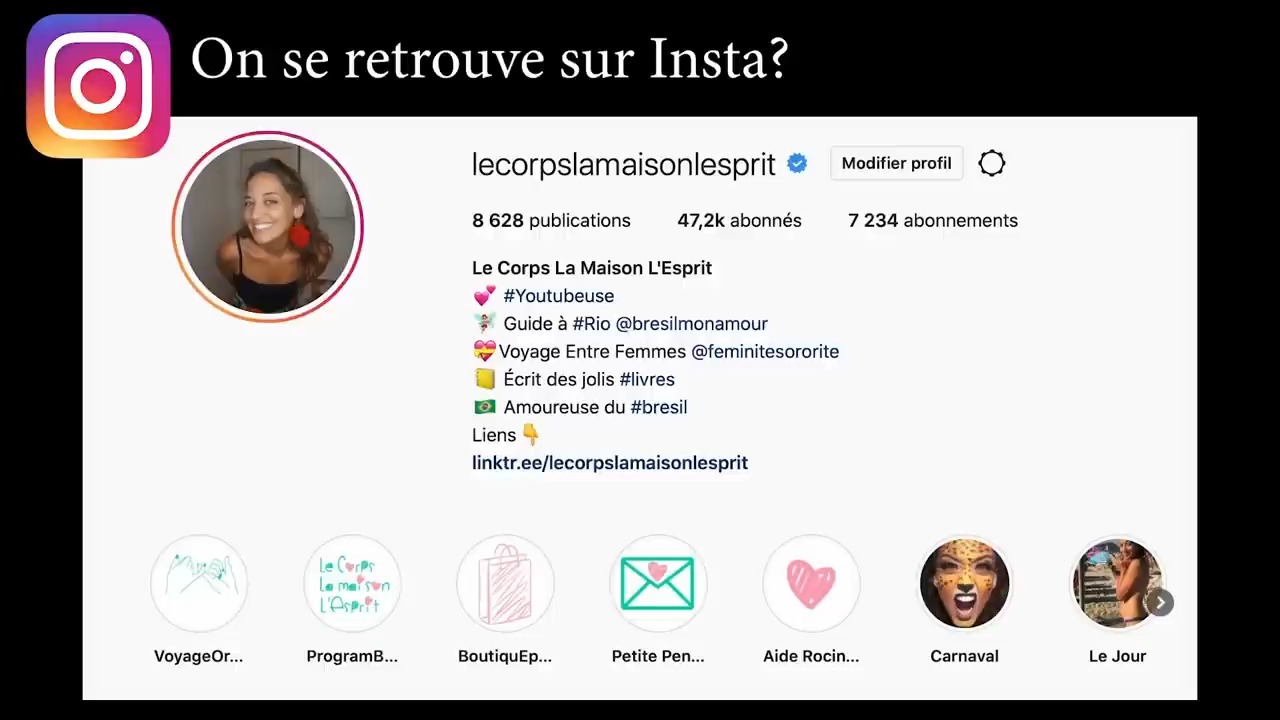 On se retrouve sur Insta?
lecorpslamaisonlesprit Modifier profil
8 628 publications 47,2k abonnés 7 234 abonnements
Le Corps La Maison L'Esprit
💕 #Youtubeuse
🧚 Guide à #Rio @bresilmonamour
💝Voyage Entre Femmes @feminitesororite
📒 Écrit des jolis #livres
🇧🇷 Amoureuse du #bresil
Liens 👇
linktr.ee/lecorpslamaisonlesprit
Le Corps
La maison
L'Esprit
VoyageOr... ProgramB... BoutiquEp... Petite Pen... Aide Rocin... Carnaval Le Jour